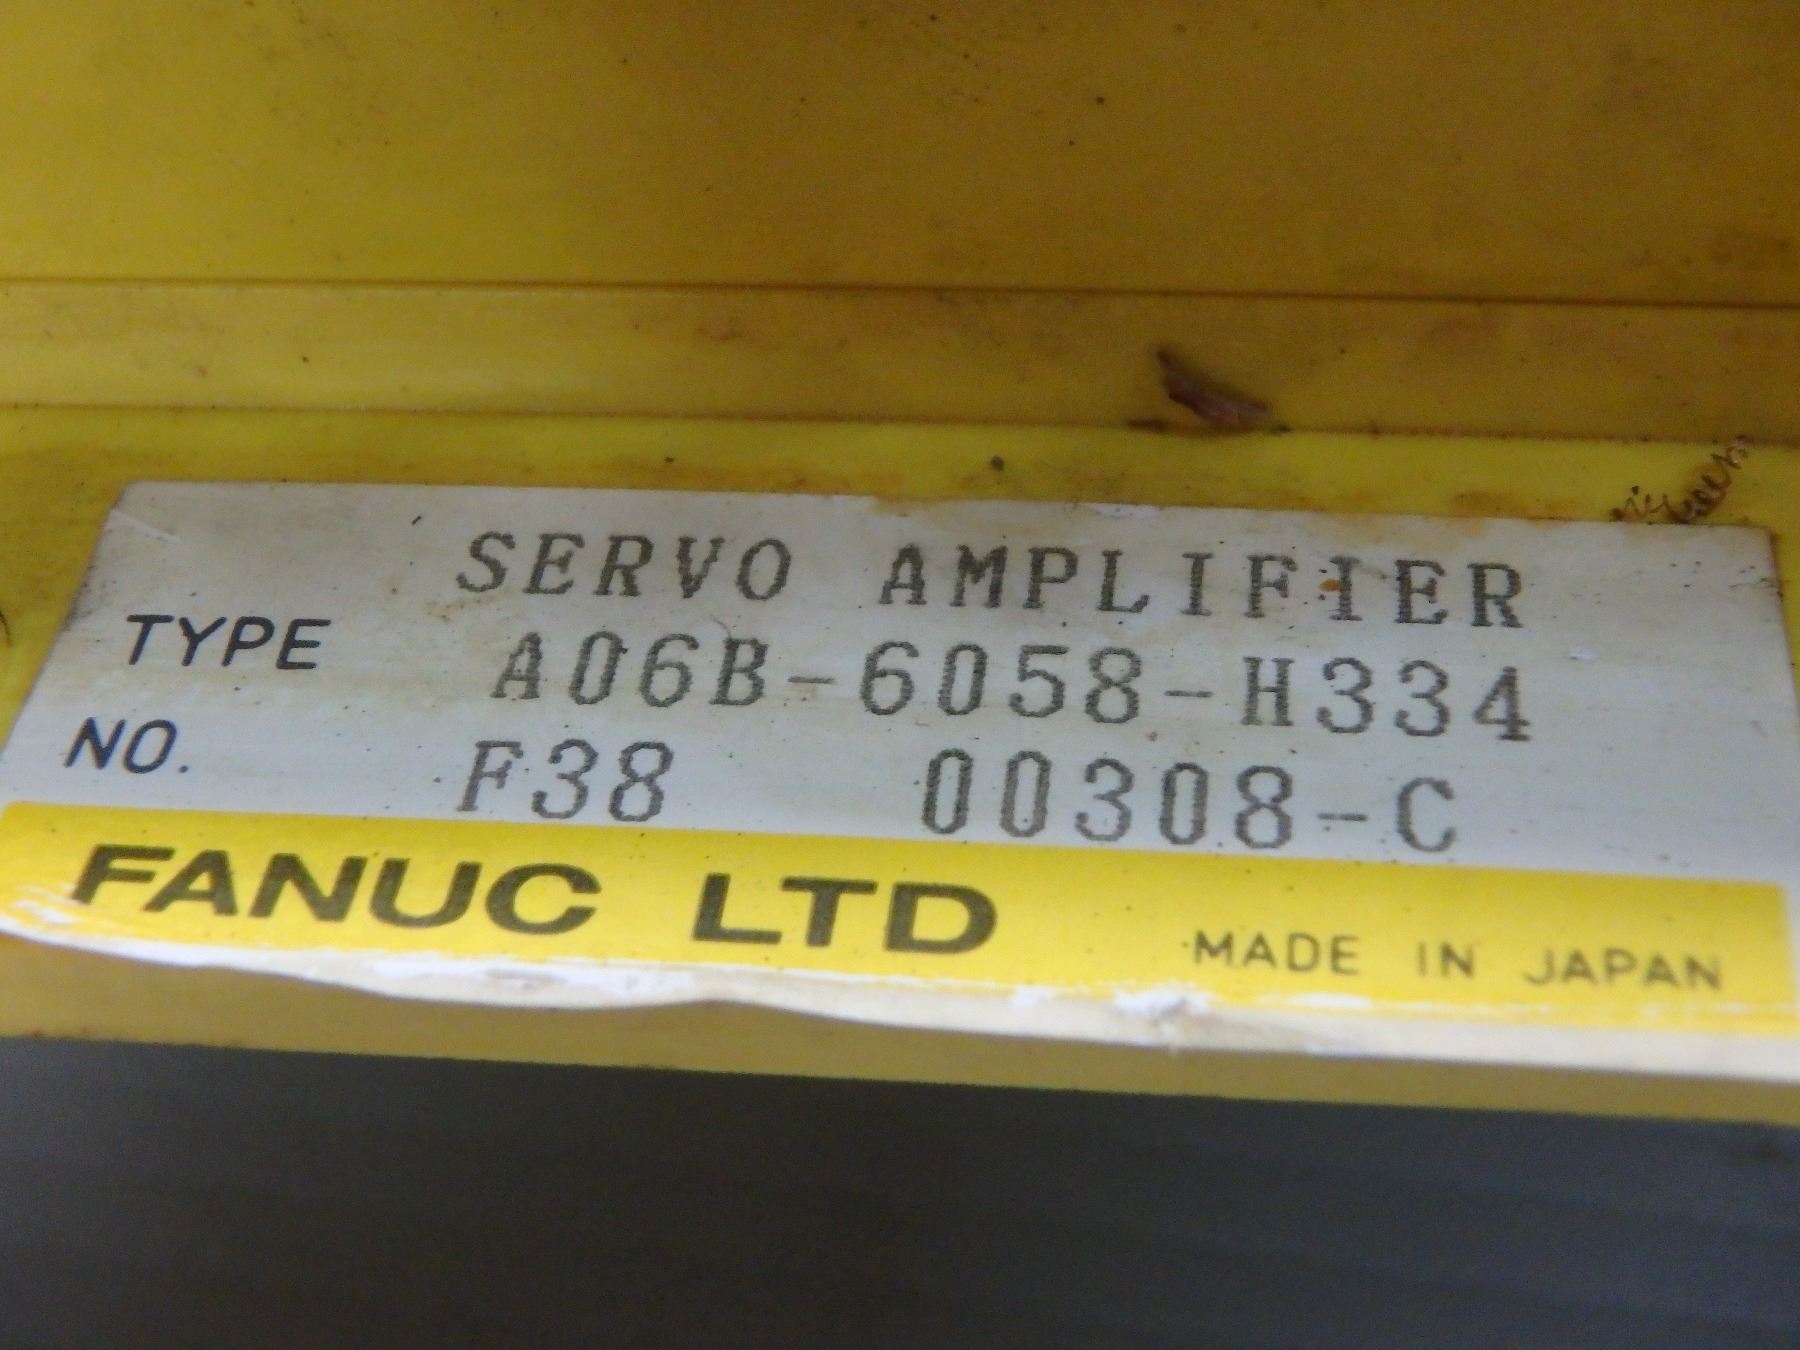 SERVO AMPLIFIER
TYPE A06B-6058-H334
NO. F38 00308-C
FANUC LTD MADE IN JAPAN